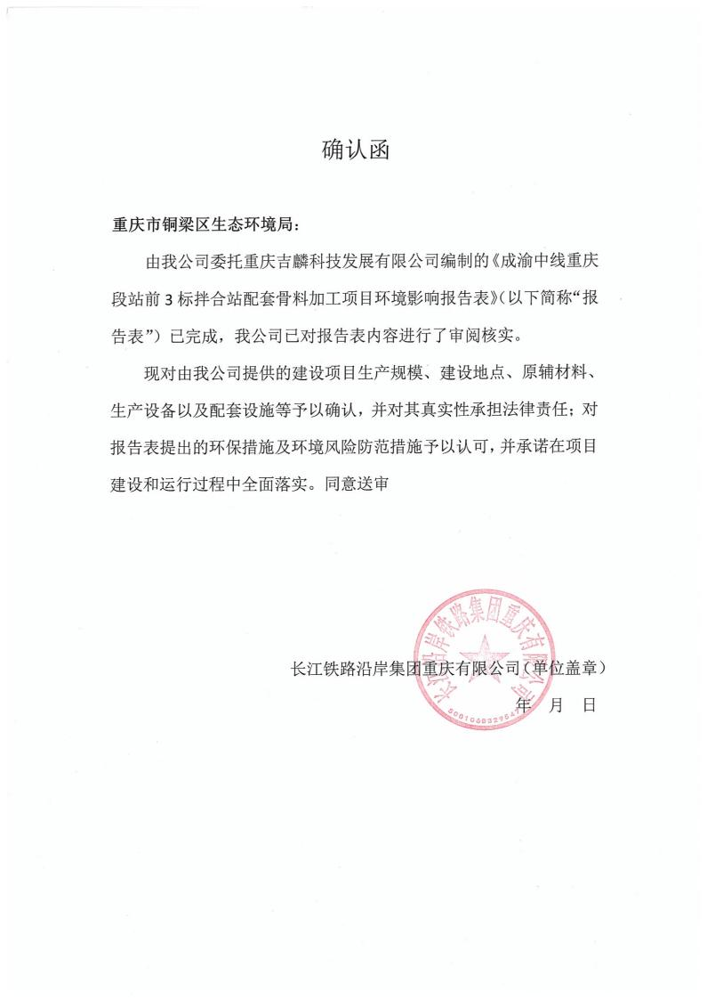 确认函
重庆市铜梁区生态环境局：
由我公司委托重庆吉麟科技发展有限公司编制的《成渝中线重庆
段站前 3 标拌合站配套骨料加工项目环境影响报告表》（以下简称“报
告表”）已完成，我公司已对报告表内容进行了审阅核实。
现对由我公司提供的建设项目生产规模、建设地点、原辅材料、
生产设备以及配套设施等予以确认，并对其真实性承担法律责任；对
报告表提出的环保措施及环境风险防范措施予以认可，并承诺在项目
建设和运行过程中全面落实。同意送审
长江铁路沿岸集团重庆有限公司
长江铁路沿岸集团重庆有限公司（单位盖章）
年 月 日